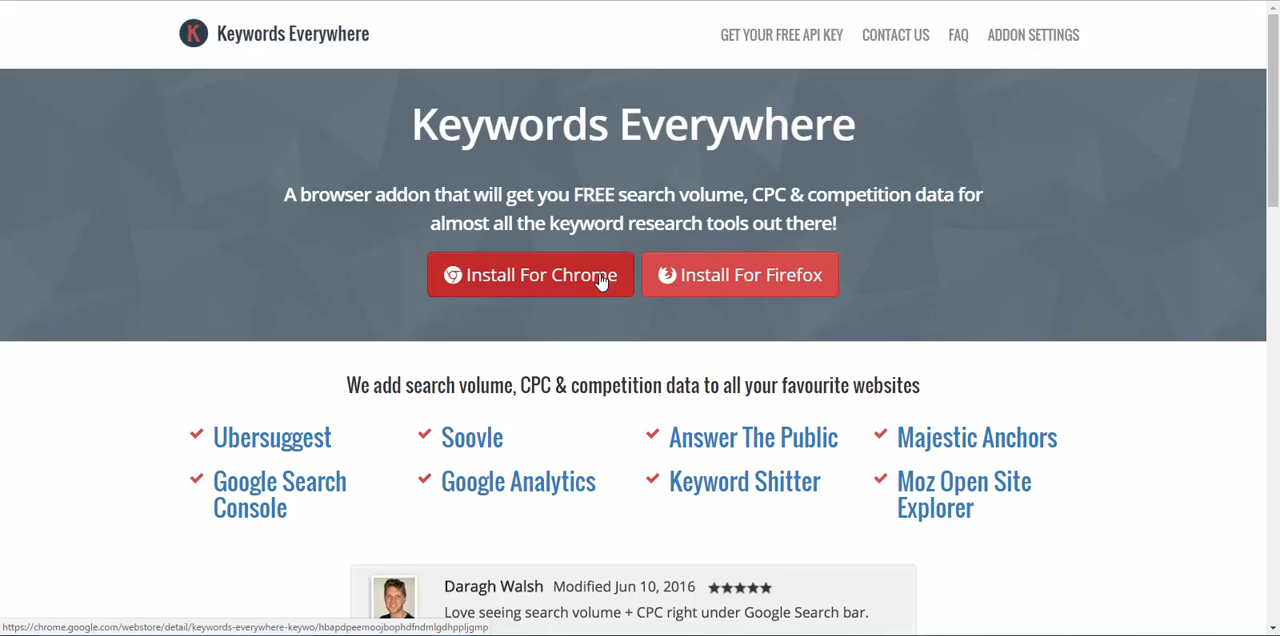 K Keywords Everywhere
GET YOUR FREE API KEY CONTACT US FAQ ADDON SETTINGS
Keywords Everywhere
A browser addon that will get you FREE search volume, CPC & competition data for
almost all the keyword research tools out there!
Install For Chrome Install For Firefox
We add search volume, CPC & competition data to all your favourite websites
Ubersuggest Soovle Answer The Public Majestic Anchors
Google Search Console Google Analytics Keyword Shitter Moz Open Site Explorer
Daragh Walsh Modified Jun 10, 2016
Love seeing search volume + CPC right under Google Search bar.
https://chrome.google.com/webstore/detail/keywords-everywhere-keywo/hbapdpeemoojbophdfndmlgdhppljgmp